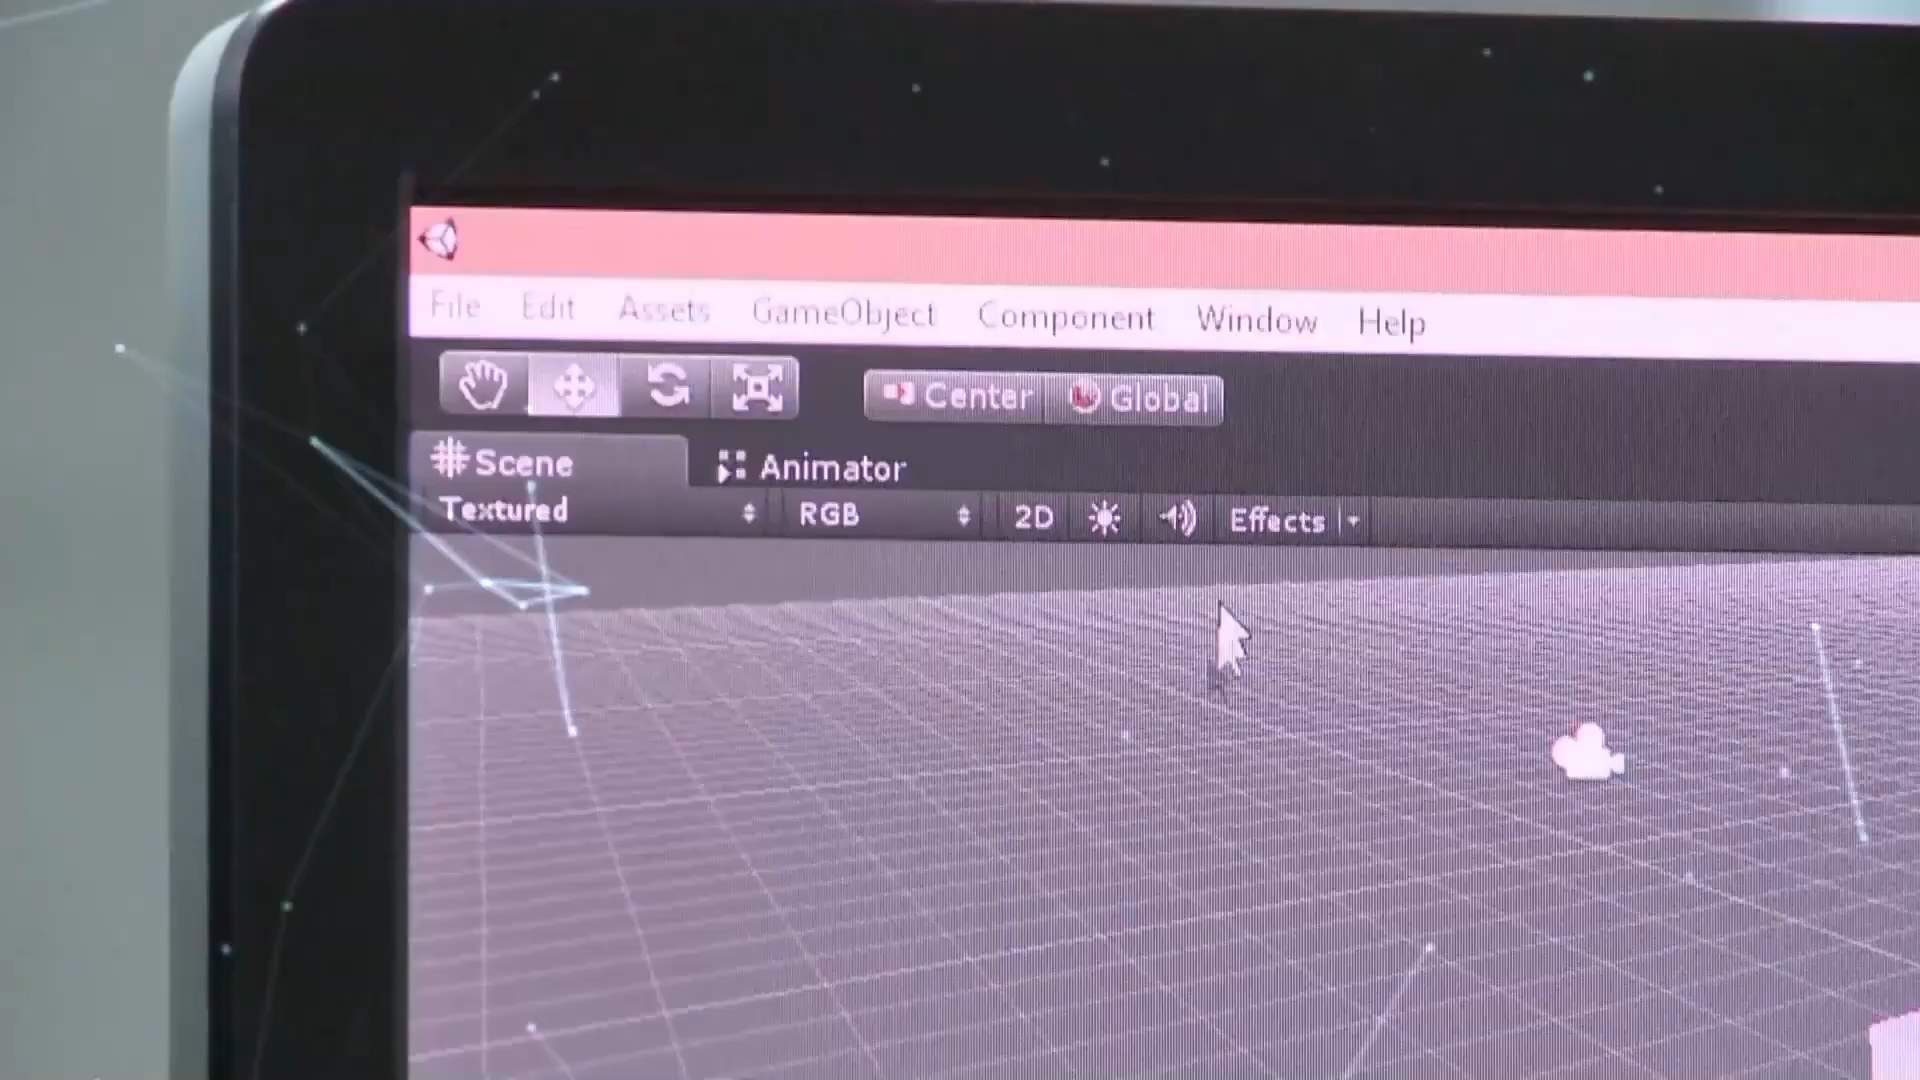 File Edit Assets GameObject Component Window Help
Center Global
Scene Animator
Textured RGB 2D Effects